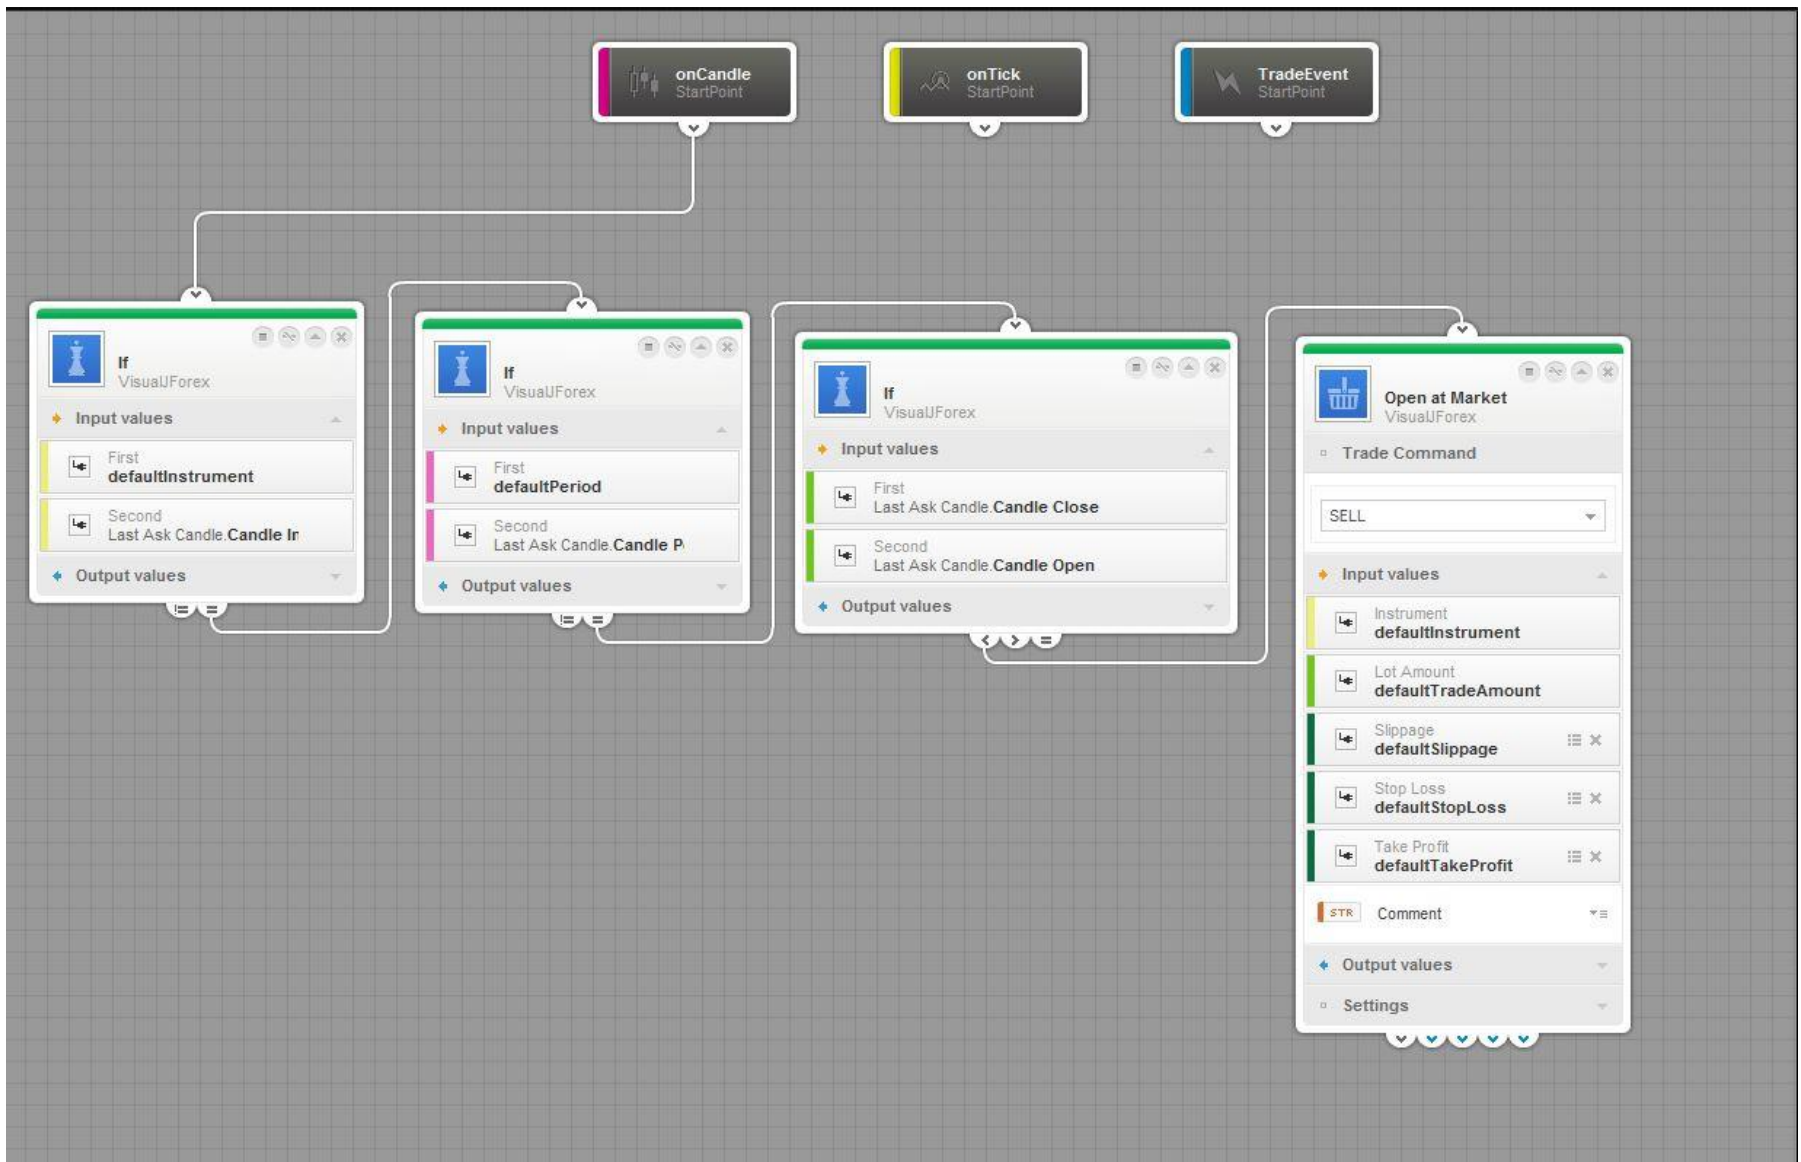 onCandle
StartPoint
onTick
StartPoint
TradeEvent
StartPoint
If
VisualJForex
Input values
First
defaultInstrument
Second
Last Ask Candle.Candle In
Output values
!=
=
If
VisualJForex
Input values
First
defaultPeriod
Second
Last Ask Candle.Candle P
Output values
!=
=
If
VisualJForex
Input values
First
Last Ask Candle.Candle Close
Second
Last Ask Candle.Candle Open
Output values
< > =
Open at Market
VisualJForex
Trade Command
SELL
Input values
Instrument
defaultInstrument
Lot Amount
defaultTradeAmount
Slippage
defaultSlippage
Stop Loss
defaultStopLoss
Take Profit
defaultTakeProfit
STR Comment
Output values
Settings